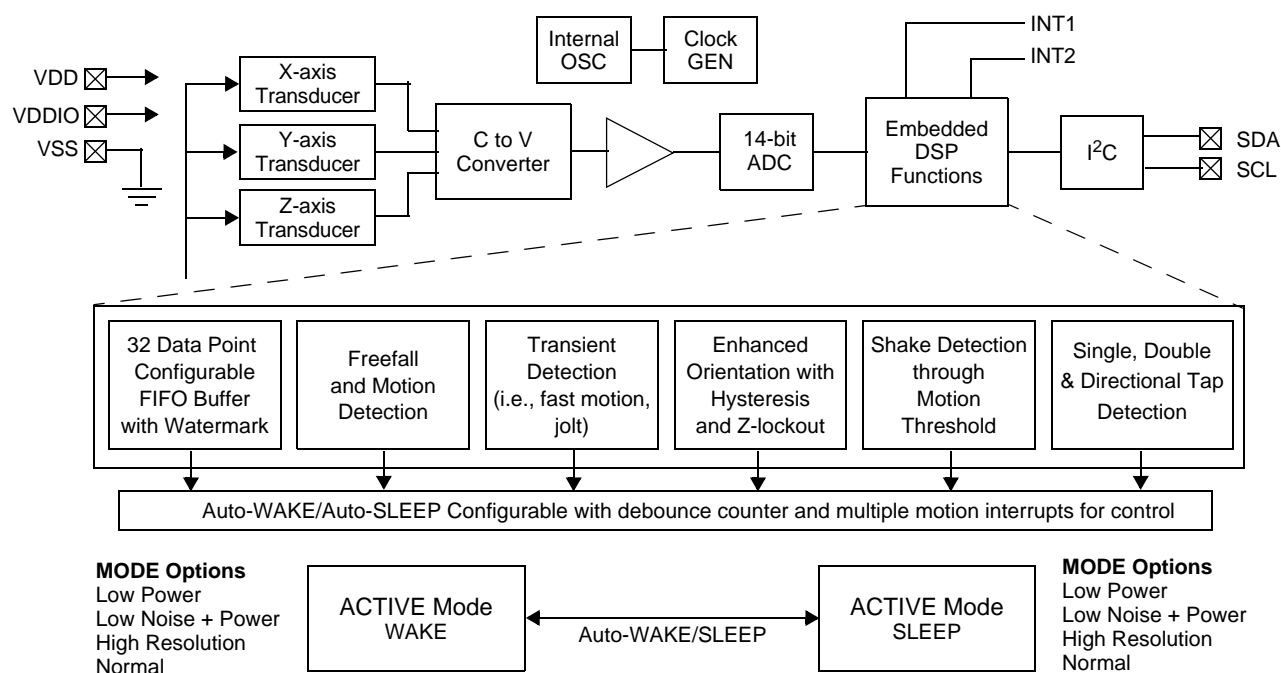 INT1
INT2
Internal
OSC
Clock
GEN
VDD
VDDIO
VSS
X-axis
Transducer
Y-axis
Transducer
Z-axis
Transducer
C to V
Converter
14-bit
ADC
Embedded
DSP
Functions
I²C
SDA
SCL
32 Data Point
Configurable
FIFO Buffer
with Watermark
Freefall
and Motion
Detection
Transient
Detection
(i.e., fast motion,
jolt)
Enhanced
Orientation with
Hysteresis
and Z-lockout
Shake Detection
through
Motion
Threshold
Single, Double
& Directional Tap
Detection
Auto-WAKE/Auto-SLEEP Configurable with debounce counter and multiple motion interrupts for control
MODE Options
Low Power
Low Noise + Power
High Resolution
Normal
ACTIVE Mode
WAKE
Auto-WAKE/SLEEP
ACTIVE Mode
SLEEP
MODE Options
Low Power
Low Noise + Power
High Resolution
Normal